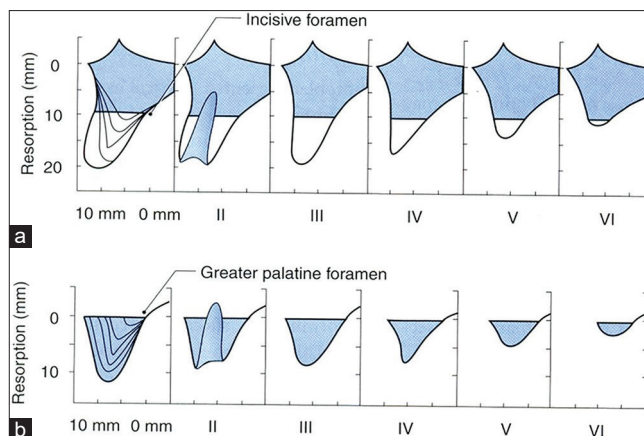 Incisive foramen
Resorption (mm)
0
10
20
10 mm 0 mm II III IV V VI
a
Greater palatine foramen
Resorption (mm)
0
10
10 mm 0 mm II III IV V VI
b